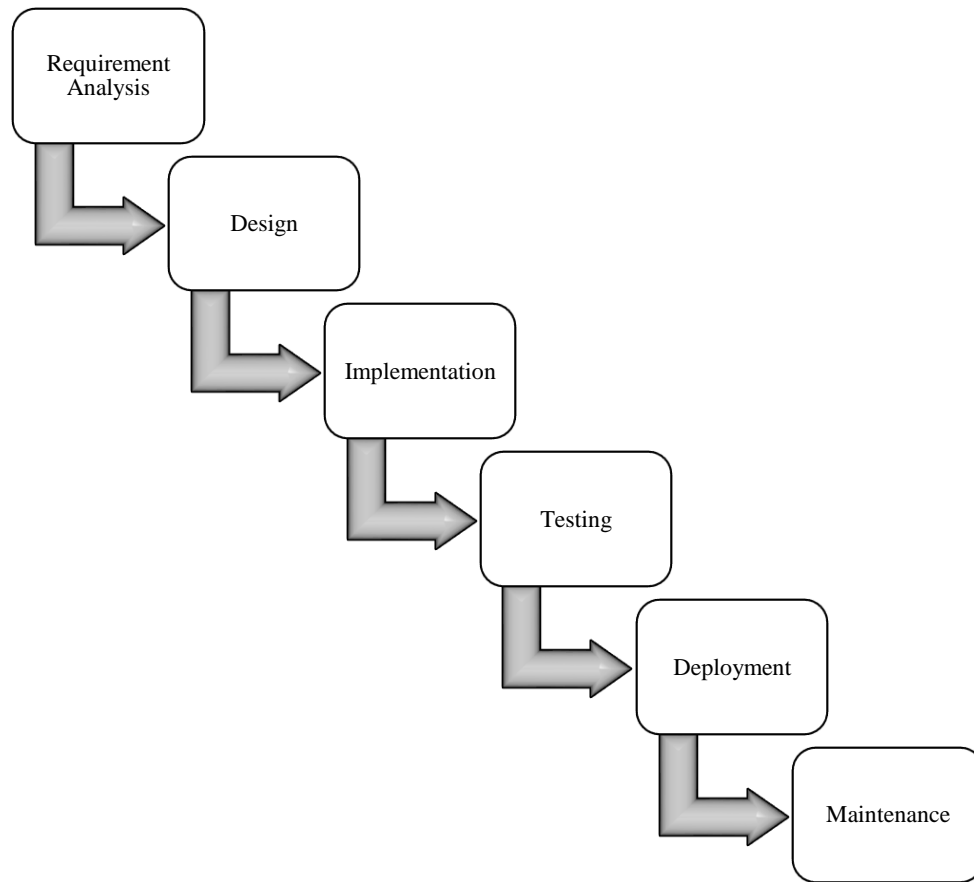 Requirement
Analysis
Design
Implementation
Testing
Deployment
Maintenance